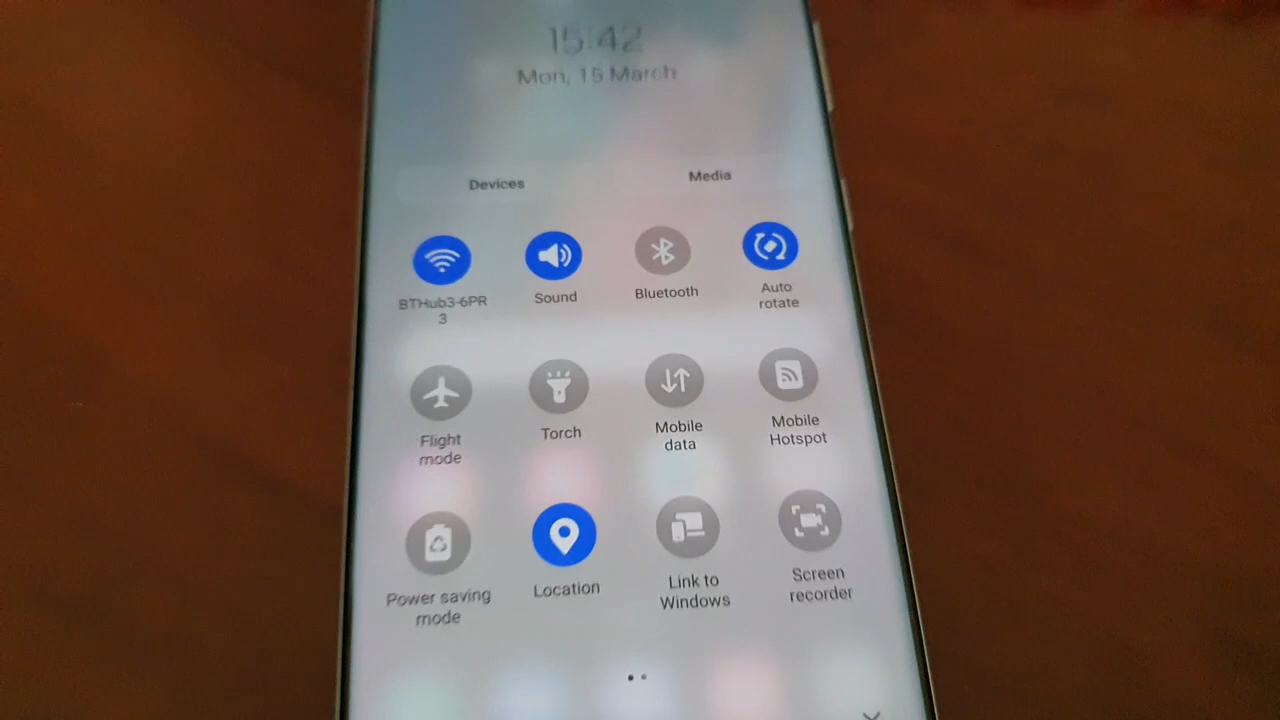 15:42
Mon, 15 March
Devices
Media
BTHub3-6PR
3
Sound
Bluetooth
Auto
rotate
Flight
mode
Torch
Mobile
data
Mobile
Hotspot
Power saving
mode
Location
Link to
Windows
Screen
recorder